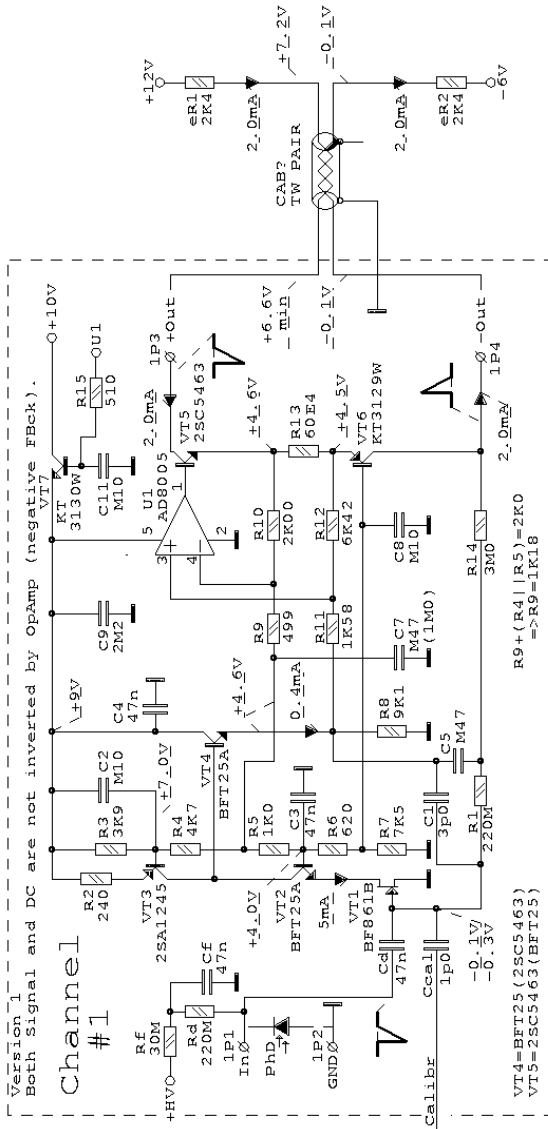 Version 1
Both Signal and DC are not inverted by OpAmp (negative FBck).
Channel
#1
+HV
Rf
30M
Rd
220M
Cf
47n
1P1
In
PhD
1P2
GND
Calibr
Cd
47n
Ccal
1p0
-0.1V
-0.3V
R2
240
R3
3K9
C2
M10
+9V
+7.0V
VT3
2SA1245
R4
4K7
R5
1K0
C3
47n
+4.0V
VT2
BFT25A
R6
620
5mA
VT1
BF861B
R7
7K5
C4
47n
VT4
BFT25A
+4.6V
0.4mA
R8
9K1
C1
3p0
C5
M47
R1
220M
C9
2M2
VT7
KT
3130W
C11
M10
R15
510
U1
+10V
U1
AD8005
3
4
5
2
1
R9
499
R10
2K00
R11
1K58
R12
6K42
C7
M47
(1M0)
C8
M10
VT5
2SC5463
+4.6V
R13
60E4
+4.5V
VT6
KT3129W
R14
3M0
2.0mA
1P3
+Out
2.0mA
1P4
-Out
+6.6V
min
-0.1V
CAB?
TW PAIR
+12V
eR1
2K4
2.0mA
+7.2V
-0.1V
2.0mA
eR2
2K4
-6V
VT4=BFT25(2SC5463)
VT5=2SC5463(BFT25)
R9+(R4||R5)=2K0
=>R9=1K18